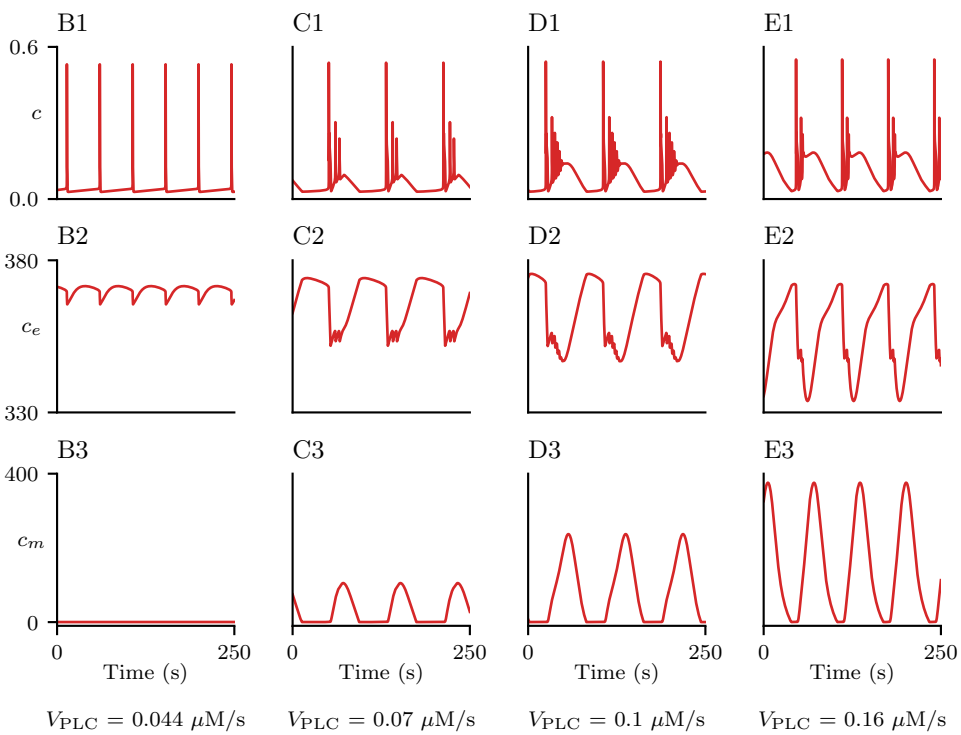 B1 C1 D1 E1
0.6
c
0.0
B2 C2 D2 E2
380
c_e
330
B3 C3 D3 E3
400
c_m
0
0 250 0 250 0 250 0 250
Time (s) Time (s) Time (s) Time (s)
V_PLC = 0.044 μM/s V_PLC = 0.07 μM/s V_PLC = 0.1 μM/s V_PLC = 0.16 μM/s